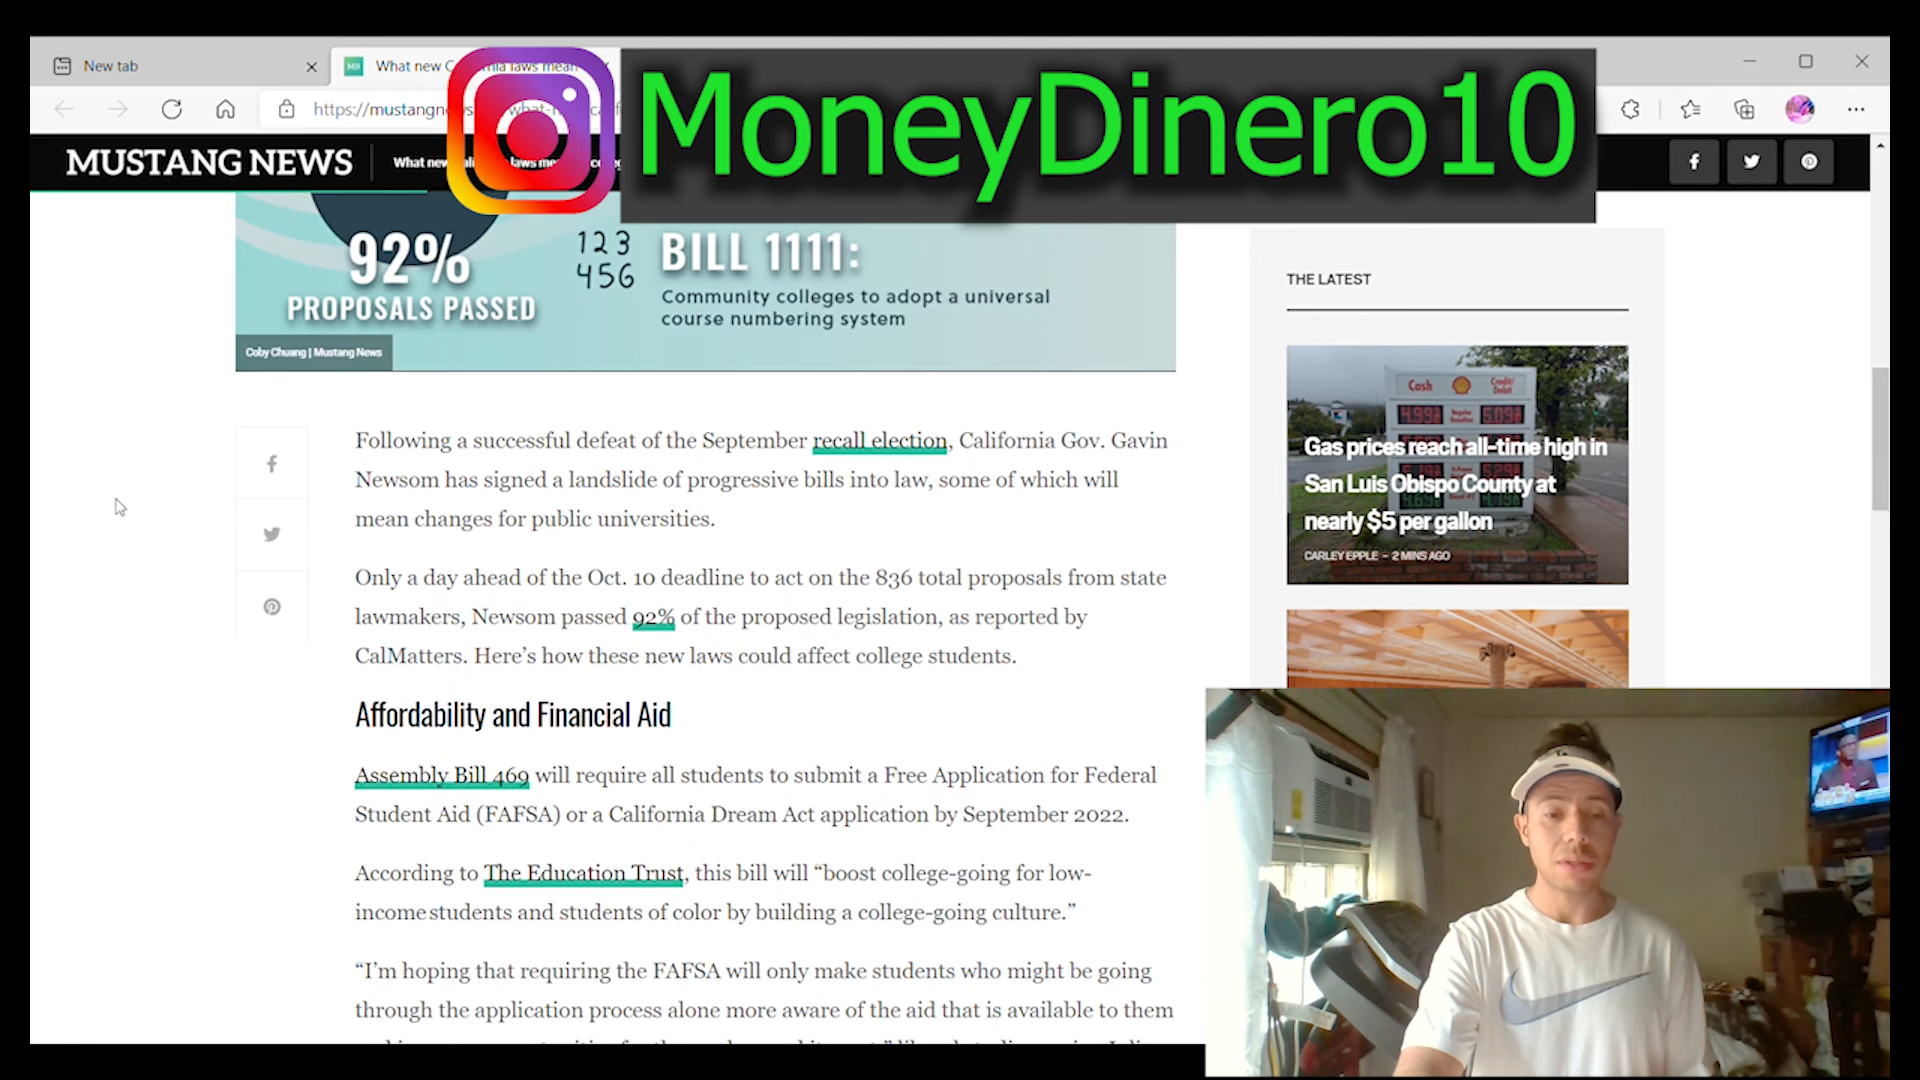 New tab
What new C
nia laws mean
MoneyDinero10
MUSTANG NEWS
What new
laws me
92%
PROPOSALS PASSED
123
456
BILL 1111:
Community colleges to adopt a universal
course numbering system
Coby Chuang | Mustang News
Following a successful defeat of the September recall election, California Gov. Gavin
Newsom has signed a landslide of progressive bills into law, some of which will
mean changes for public universities.
Only a day ahead of the Oct. 10 deadline to act on the 836 total proposals from state
lawmakers, Newsom passed 92% of the proposed legislation, as reported by
CalMatters. Here’s how these new laws could affect college students.
Affordability and Financial Aid
Assembly Bill 469 will require all students to submit a Free Application for Federal
Student Aid (FAFSA) or a California Dream Act application by September 2022.
According to The Education Trust, this bill will “boost college-going for low-
income students and students of color by building a college-going culture.”
“I’m hoping that requiring the FAFSA will only make students who might be going
through the application process alone more aware of the aid that is available to them
THE LATEST
Cash
Credit/
Debit
Gas prices reach all-time high in
San Luis Obispo County at
nearly $5 per gallon
CARLEY EPPLE – 2 MINS AGO